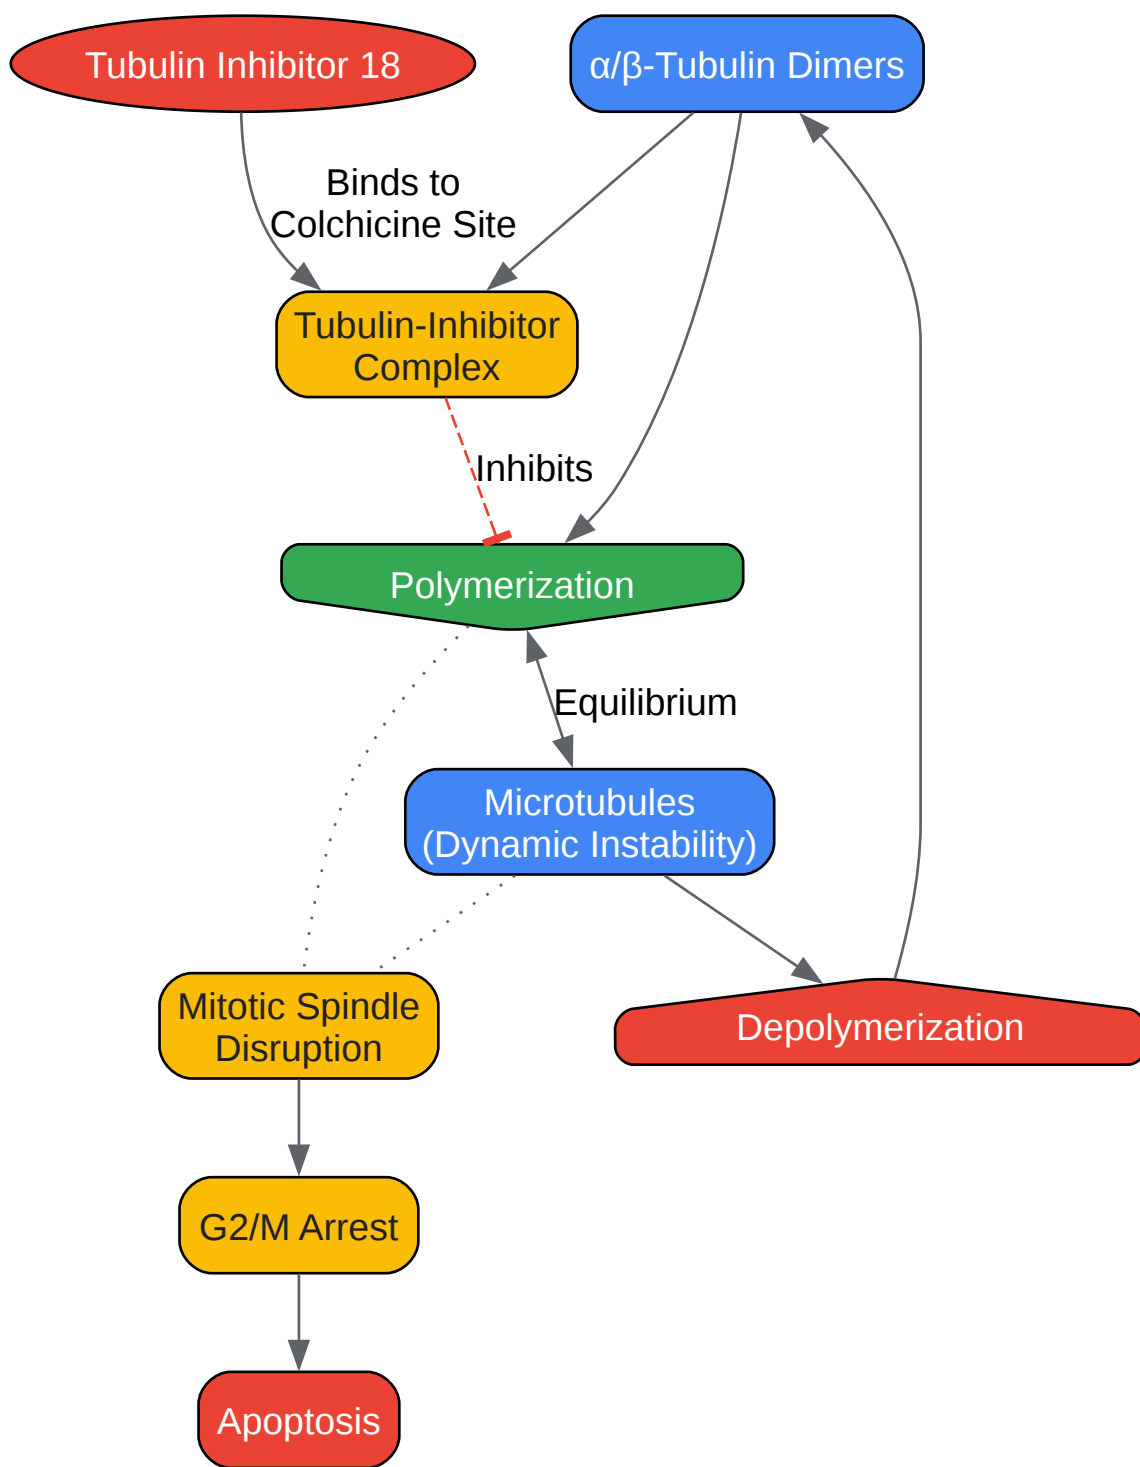 Tubulin Inhibitor 18
α/β-Tubulin Dimers
Binds to
Colchicine Site
Tubulin-Inhibitor
Complex
Inhibits
Polymerization
Equilibrium
Microtubules
(Dynamic Instability)
Mitotic Spindle
Disruption
Depolymerization
G2/M Arrest
Apoptosis